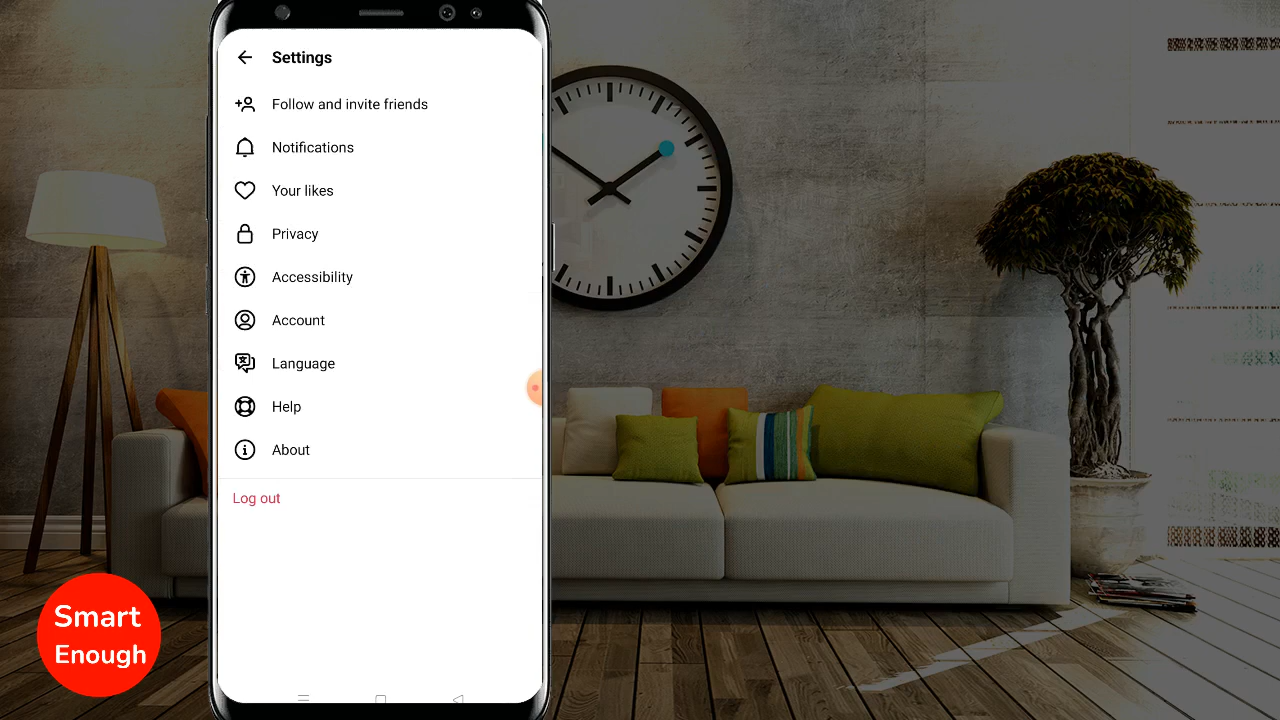 Settings
Follow and invite friends
Notifications
Your likes
Privacy
Accessibility
Account
Language
Help
About
Log out
Smart
Enough